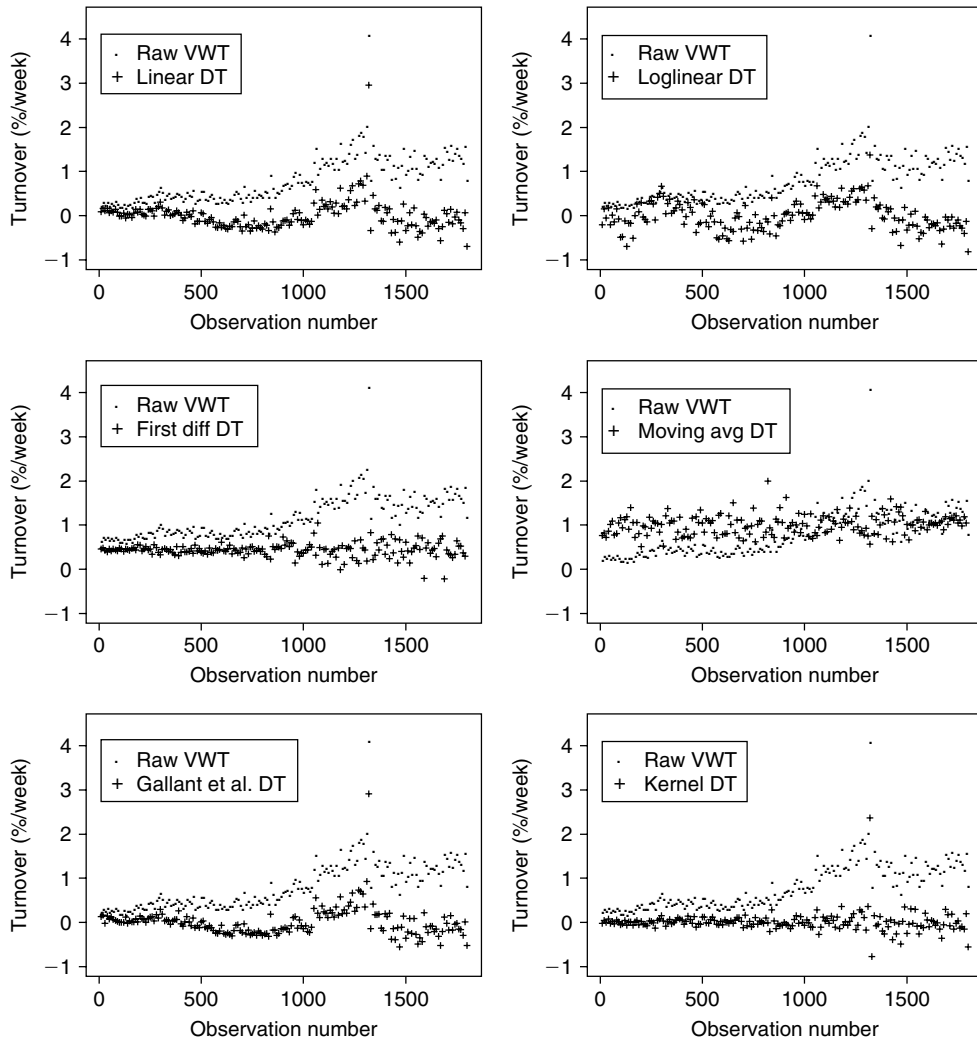 Turnover (%/week)
4
3
2
1
0
−1
· Raw VWT
+ Linear DT
0 500 1000 1500
Observation number
Turnover (%/week)
4
3
2
1
0
−1
· Raw VWT
+ Loglinear DT
0 500 1000 1500
Observation number
Turnover (%/week)
4
3
2
1
0
−1
· Raw VWT
+ First diff DT
0 500 1000 1500
Observation number
Turnover (%/week)
4
3
2
1
0
−1
· Raw VWT
+ Moving avg DT
0 500 1000 1500
Observation number
Turnover (%/week)
4
3
2
1
0
−1
· Raw VWT
+ Gallant et al. DT
0 500 1000 1500
Observation number
Turnover (%/week)
4
3
2
1
0
−1
· Raw VWT
+ Kernel DT
0 500 1000 1500
Observation number